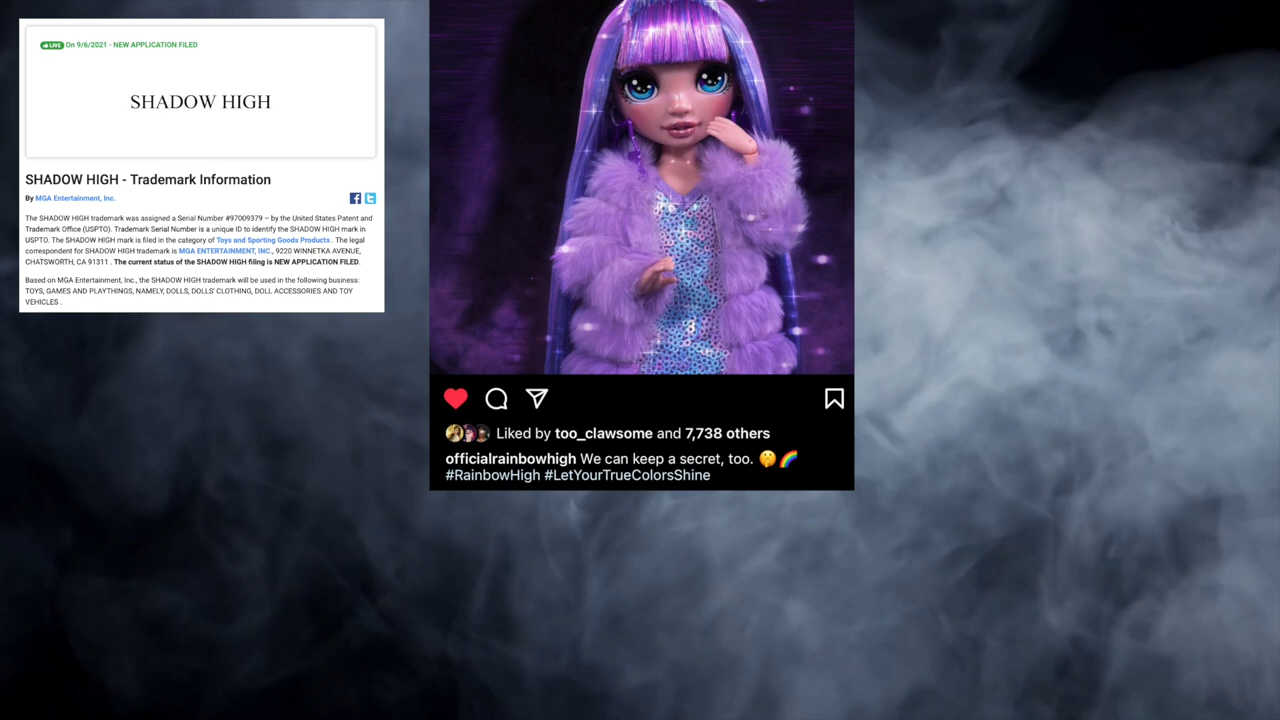 LIVE On 9/6/2021 - NEW APPLICATION FILED
SHADOW HIGH
SHADOW HIGH - Trademark Information
By MGA Entertainment, Inc.
The SHADOW HIGH trademark was assigned a Serial Number #97009379 – by the United States Patent and
Trademark Office (USPTO). Trademark Serial Number is a unique ID to identify the SHADOW HIGH mark in
USPTO. The SHADOW HIGH mark is filed in the category of Toys and Sporting Goods Products . The legal
correspondent for SHADOW HIGH trademark is MGA ENTERTAINMENT, INC., 9220 WINNETKA AVENUE,
CHATSWORTH, CA 91311 . The current status of the SHADOW HIGH filing is NEW APPLICATION FILED.
Based on MGA Entertainment, Inc., the SHADOW HIGH trademark will be used in the following business:
TOYS, GAMES AND PLAYTHINGS, NAMELY, DOLLS, DOLLS' CLOTHING, DOLL ACCESSORIES AND TOY
VEHICLES .
Liked by too_clawsome and 7,738 others
officialrainbowhigh We can keep a secret, too. 🤫🌈
#RainbowHigh #LetYourTrueColorsShine